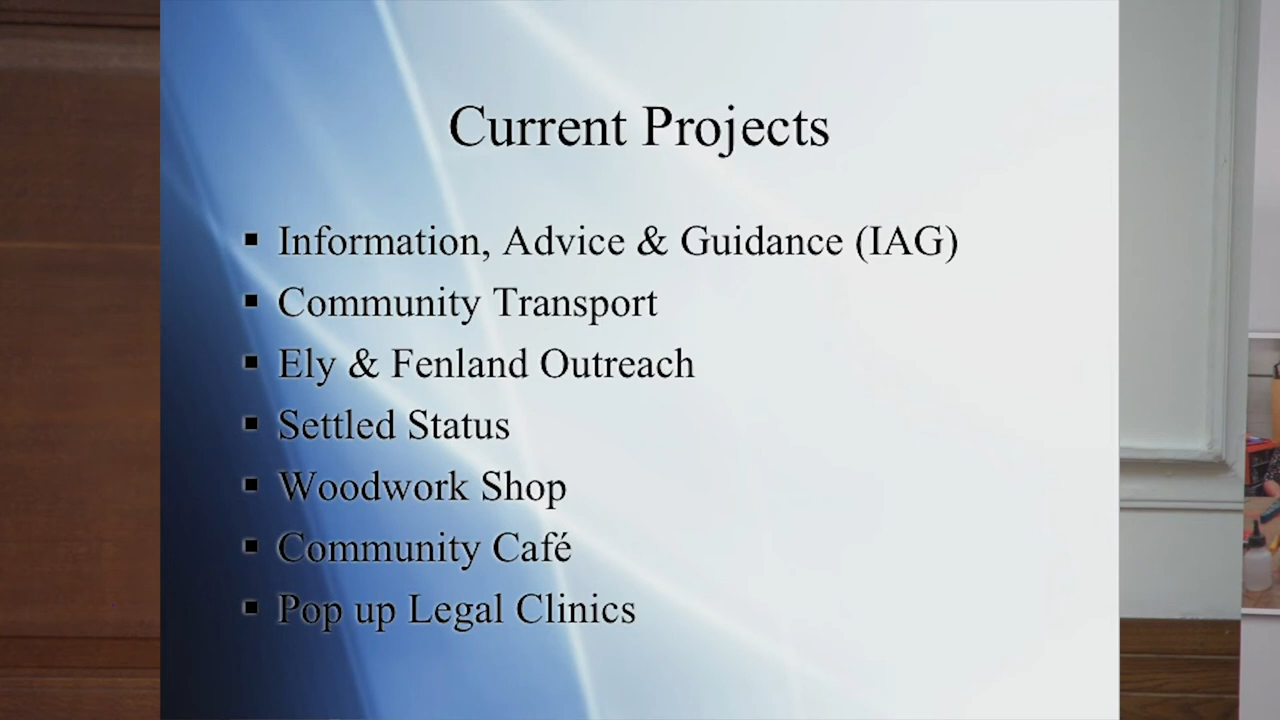 Current Projects
▪ Information, Advice & Guidance (IAG)
▪ Community Transport
▪ Ely & Fenland Outreach
▪ Settled Status
▪ Woodwork Shop
▪ Community Café
▪ Pop up Legal Clinics